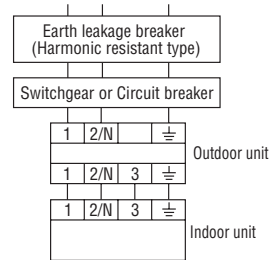 Earth leakage breaker
(Harmonic resistant type)
Switchgear or Circuit breaker
1 2/N
Outdoor unit
1 2/N 3
1 2/N 3
Indoor unit